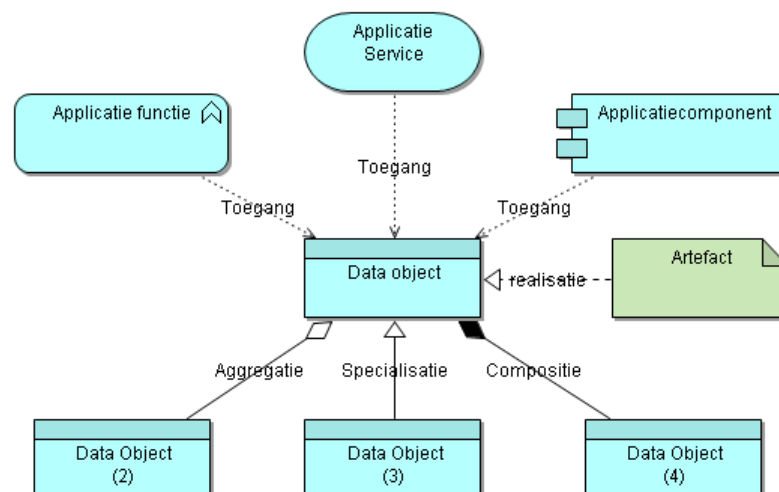 Applicatie
Service
Applicatie functie
Applicatiecomponent
Toegang
Toegang
Toegang
Data object
realisatie
Artefact
Aggregatie
Specialisatie
Compositie
Data Object
(2)
Data Object
(3)
Data Object
(4)